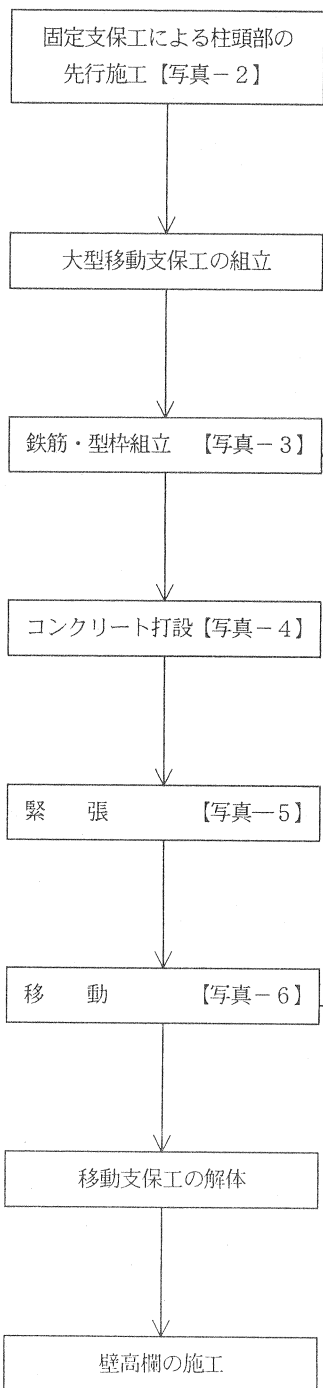 固定支保工による柱頭部の
先行施工【写真－2】
大型移動支保工の組立
鉄筋・型枠組立　【写真－3】
コンクリート打設【写真－4】
緊　　張　　　　【写真―5】
移　　動　　　　【写真－6】
移動支保工の解体
壁高欄の施工